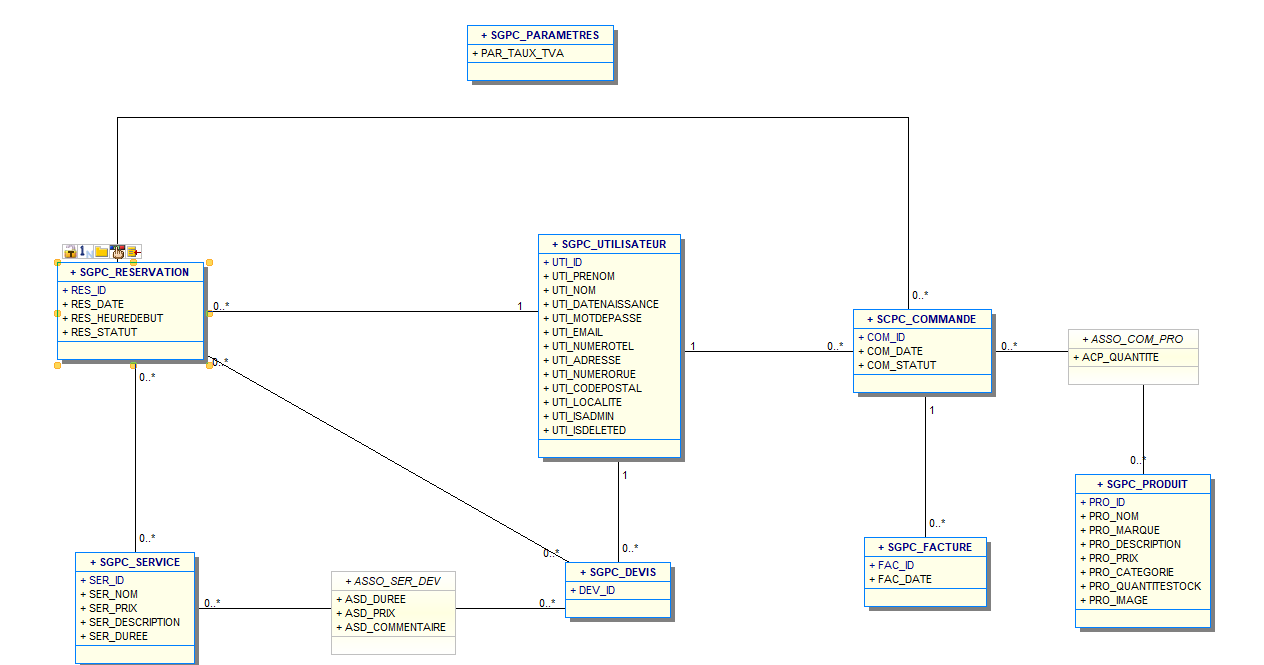 + SGPC_PARAMETRES
+ PAR_TAUX_TVA
+ SGPC_RESERVATION
+ RES_ID
+ RES_DATE
+ RES_HEUREDEBUT
+ RES_STATUT
0..*
1
0..*
0..*
+ SGPC_UTILISATEUR
+ UTI_ID
+ UTI_PRENOM
+ UTI_NOM
+ UTI_DATENAISSANCE
+ UTI_MOTDEPASSE
+ UTI_EMAIL
+ UTI_NUMEROTEL
+ UTI_ADRESSE
+ UTI_NUMERORUE
+ UTI_CODEPOSTAL
+ UTI_LOCALITE
+ UTI_ISADMIN
+ UTI_ISDELETED
1
0..*
0..*
+ SCPC_COMMANDE
+ COM_ID
+ COM_DATE
+ COM_STATUT
0..*
+ ASSO_COM_PRO
+ ACP_QUANTITE
1
0..*
1
0..*
0..*
0..*
0..*
+ SGPC_PRODUIT
+ PRO_ID
+ PRO_NOM
+ PRO_MARQUE
+ PRO_DESCRIPTION
+ PRO_PRIX
+ PRO_CATEGORIE
+ PRO_QUANTITESTOCK
+ PRO_IMAGE
+ SGPC_FACTURE
+ FAC_ID
+ FAC_DATE
+ SGPC_SERVICE
+ SER_ID
+ SER_NOM
+ SER_PRIX
+ SER_DESCRIPTION
+ SER_DUREE
0..*
+ ASSO_SER_DEV
+ ASD_DUREE
+ ASD_PRIX
+ ASD_COMMENTAIRE
0..*
+ SGPC_DEVIS
+ DEV_ID